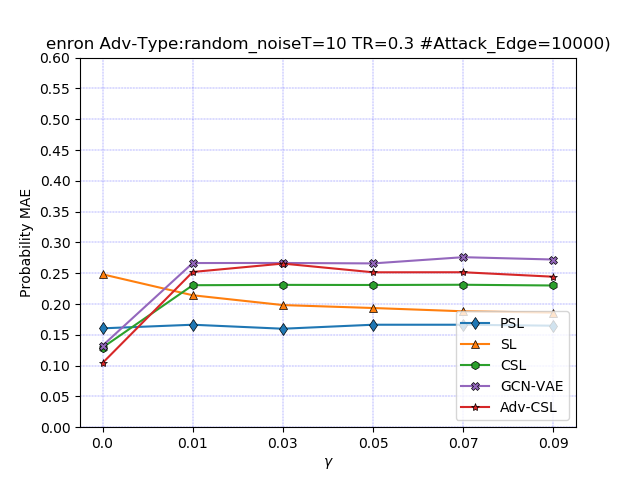 enron Adv-Type:random_noiseT=10 TR=0.3 #Attack_Edge=10000)
0.60
0.55
0.50
0.45
0.40
0.35
0.30
0.25
0.20
0.15
0.10
0.05
0.00
Probability MAE
0.0 0.01 0.03 0.05 0.07 0.09
γ
PSL
SL
CSL
GCN-VAE
Adv-CSL